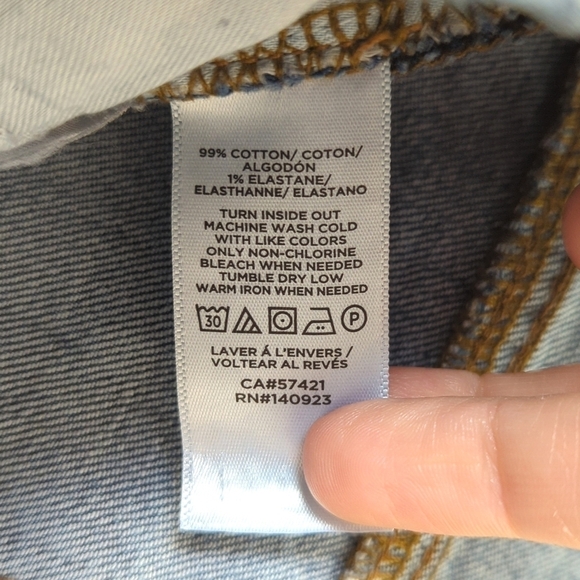 99% COTTON/ COTON/
ALGODÓN
1% ELASTANE/
ELASTHANNE/ ELASTANO
TURN INSIDE OUT
MACHINE WASH COLD
WITH LIKE COLORS
ONLY NON-CHLORINE
BLEACH WHEN NEEDED
TUMBLE DRY LOW
WARM IRON WHEN NEEDED
30 P
LAVER Á L'ENVERS /
VOLTEAR AL REVÉS
CA#57421
RN#140923